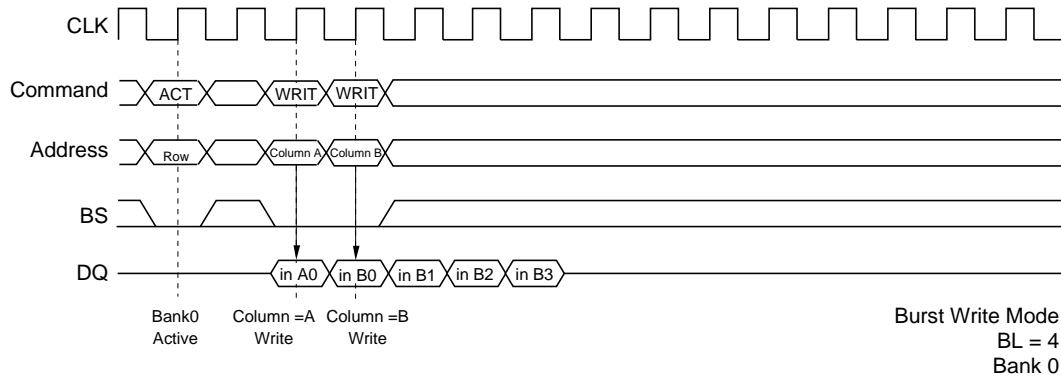 CLK
Command ACT WRIT WRIT
Address Row Column A Column B
BS
DQ in A0 in B0 in B1 in B2 in B3
Bank0 Column =A Column =B
Active Write Write
Burst Write Mode
BL = 4
Bank 0